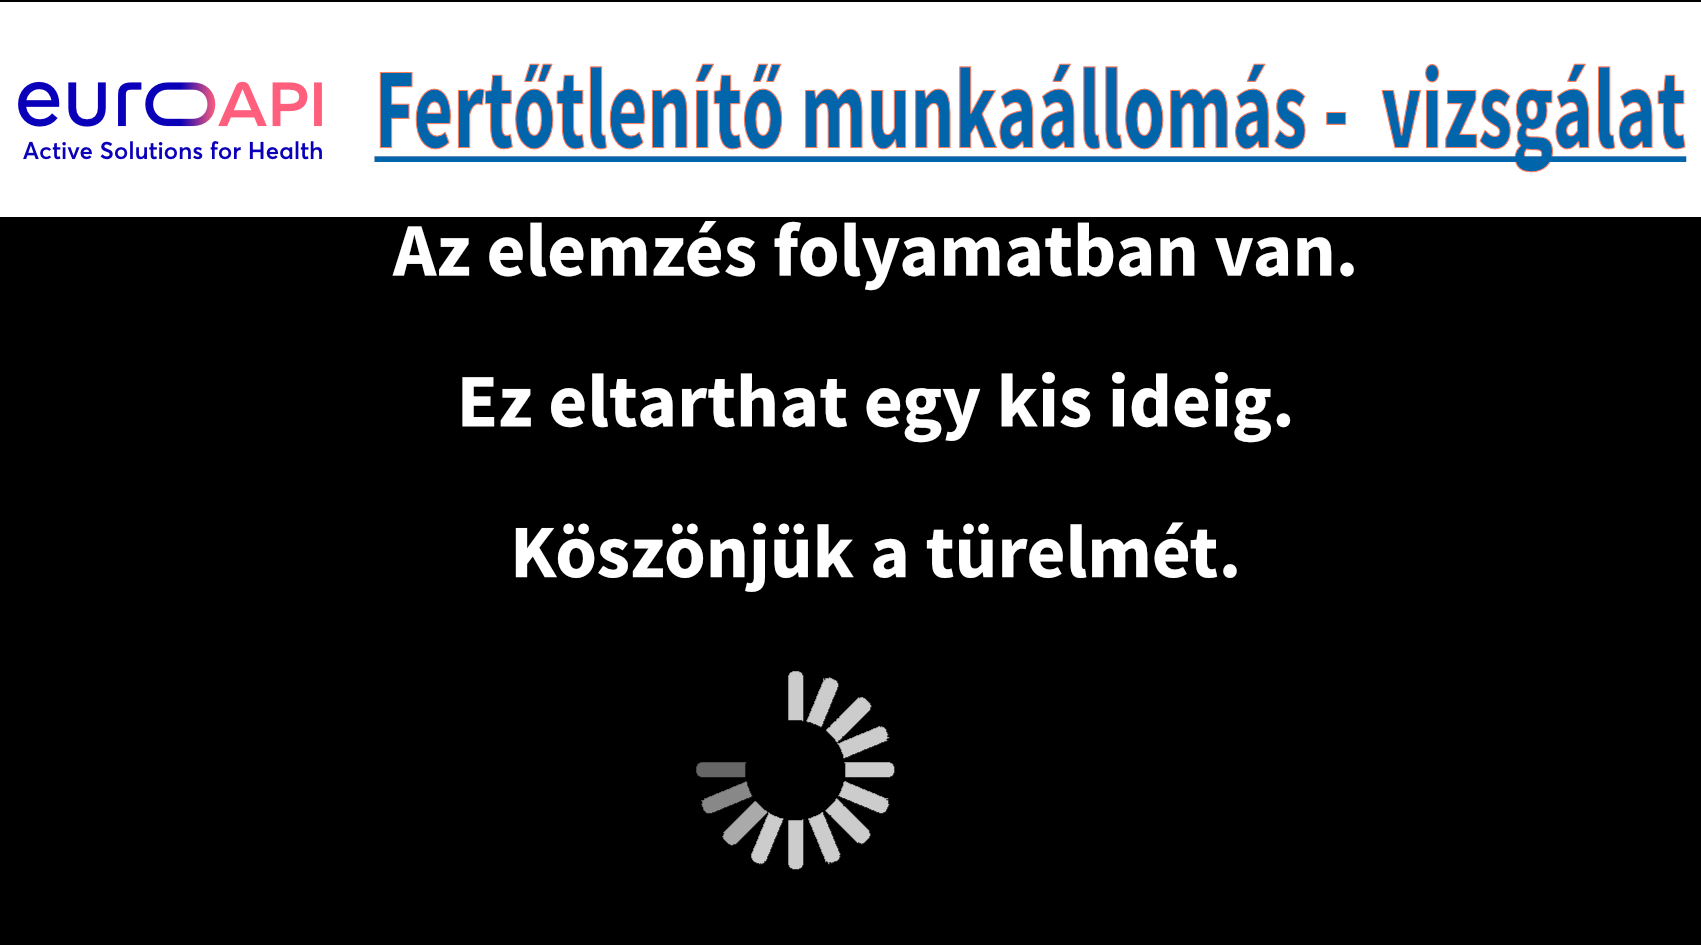 euroAPI
Active Solutions for Health
Fertőtlenítő munkaállomás - vizsgálat
Az elemzés folyamatban van.
Ez eltarthat egy kis ideig.
Köszönjük a türelmét.